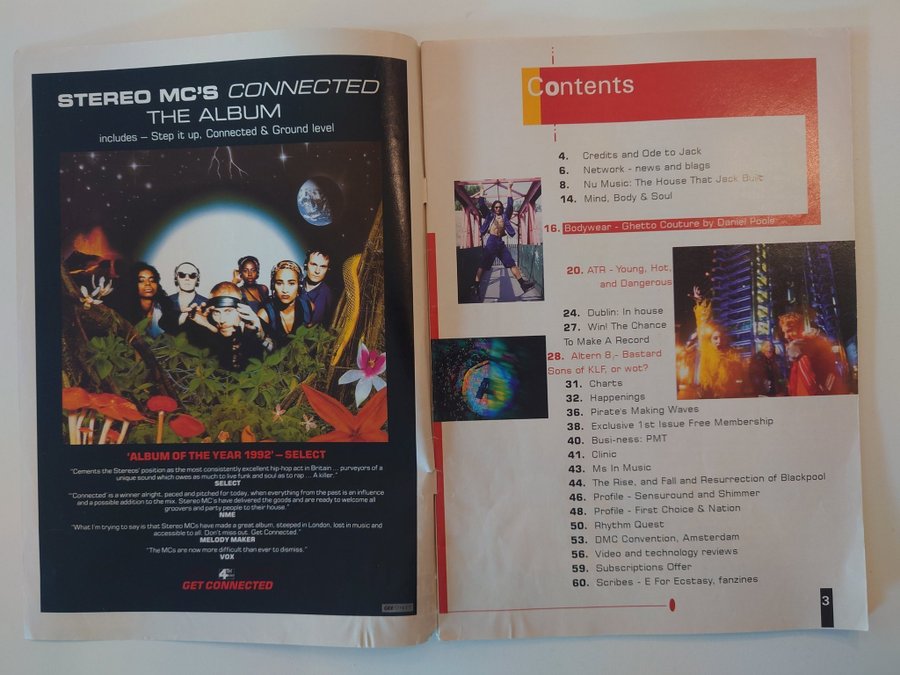 STEREO MC'S CONNECTED
THE ALBUM
includes – Step it up, Connected & Ground level
'ALBUM OF THE YEAR 1992' – SELECT
"Cements the Stereos' position as the most consistently excellent hip-hop act in Britain ... purveyors of a
unique sound which owes as much to live funk and soul as to rap ... A killer."
SELECT
"'Connected' is a winner alright, paced and pitched for today, when everything from the past is an influence
and a possible addition to the mix. Stereo MC's have delivered the goods and are ready to welcome all
groovers and party people to their house."
NME
"What I'm trying to say is that Stereo MCs have made a great album, steeped in London, lost in music and
accessible to all. Don't miss out. Get Connected."
MELODY MAKER
"The MCs are now more difficult than ever to dismiss."
VOX
4TH
GET CONNECTED
Contents
4. Credits and Ode to Jack
6. Network - news and blags
8. Nu Music: The House That Jack Built
14. Mind, Body & Soul
16. Bodywear - Ghetto Couture by Daniel Poole
20. ATR - Young, Hot,
and Dangerous
24. Dublin: In house
27. Win! The Chance
To Make A Record
28. Altern 8,- Bastard
Sons of KLF, or wot?
31. Charts
32. Happenings
36. Pirate's Making Waves
38. Exclusive 1st Issue Free Membership
40. Busi-ness: PMT
41. Clinic
43. Ms In Music
44. The Rise, and Fall and Resurrection of Blackpool
46. Profile - Sensuround and Shimmer
48. Profile - First Choice & Nation
50. Rhythm Quest
53. DMC Convention, Amsterdam
56. Video and technology reviews
59. Subscriptions Offer
60. Scribes - E For Ecstasy, fanzines
3